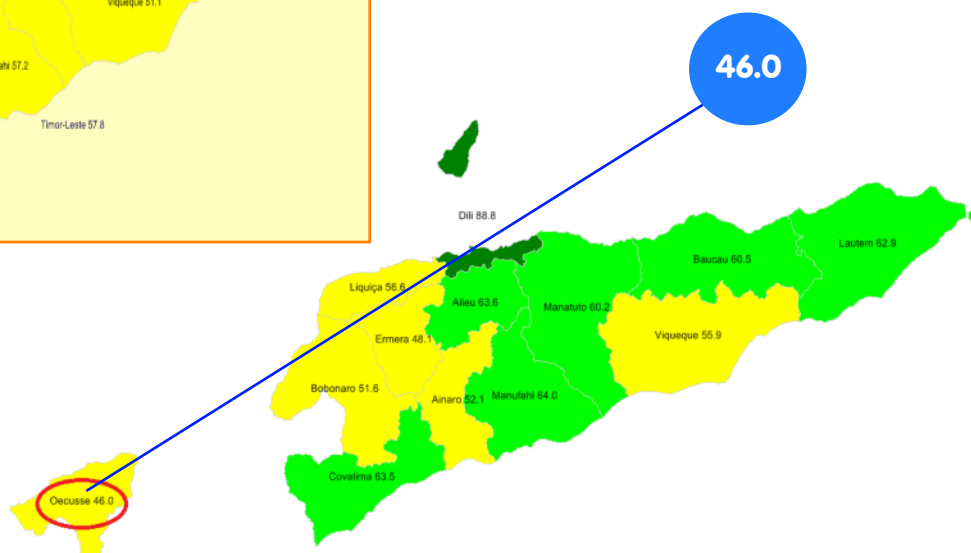 Viqueque 51.1
ahi 57.2
Timor-Leste 57.8
46.0
Dili 88.8
Lautem 62.9
Baucau 60.5
Liquiça 56.6
Aileu 63.6
Manatuto 60.2
Viqueque 55.9
Ermera 48.1
Bobonaro 51.6
Ainaro 52.1
Manufahi 64.0
Covalima 63.5
Oecusse 46.0